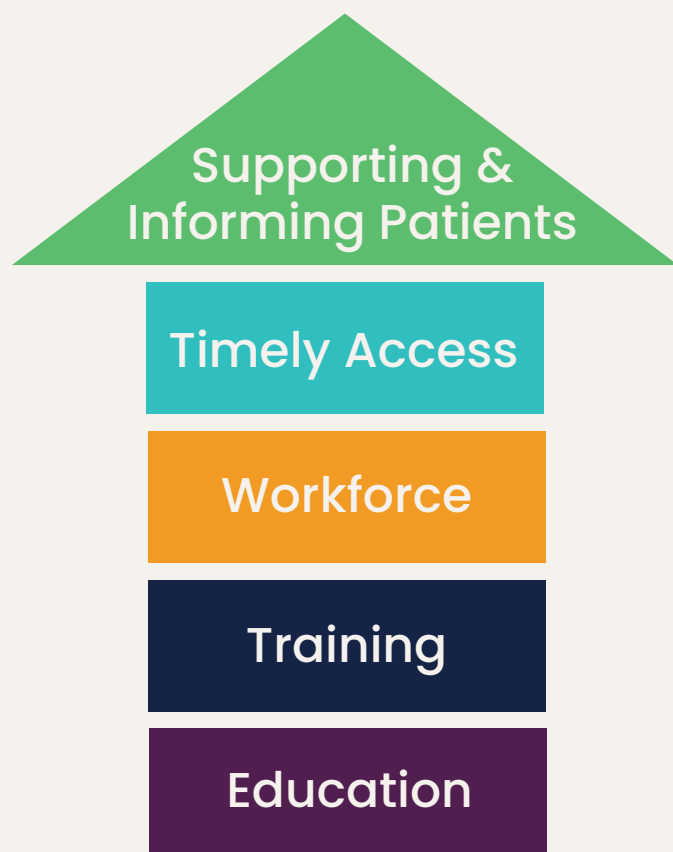 Supporting &
Informing Patients
Timely Access
Workforce
Training
Education